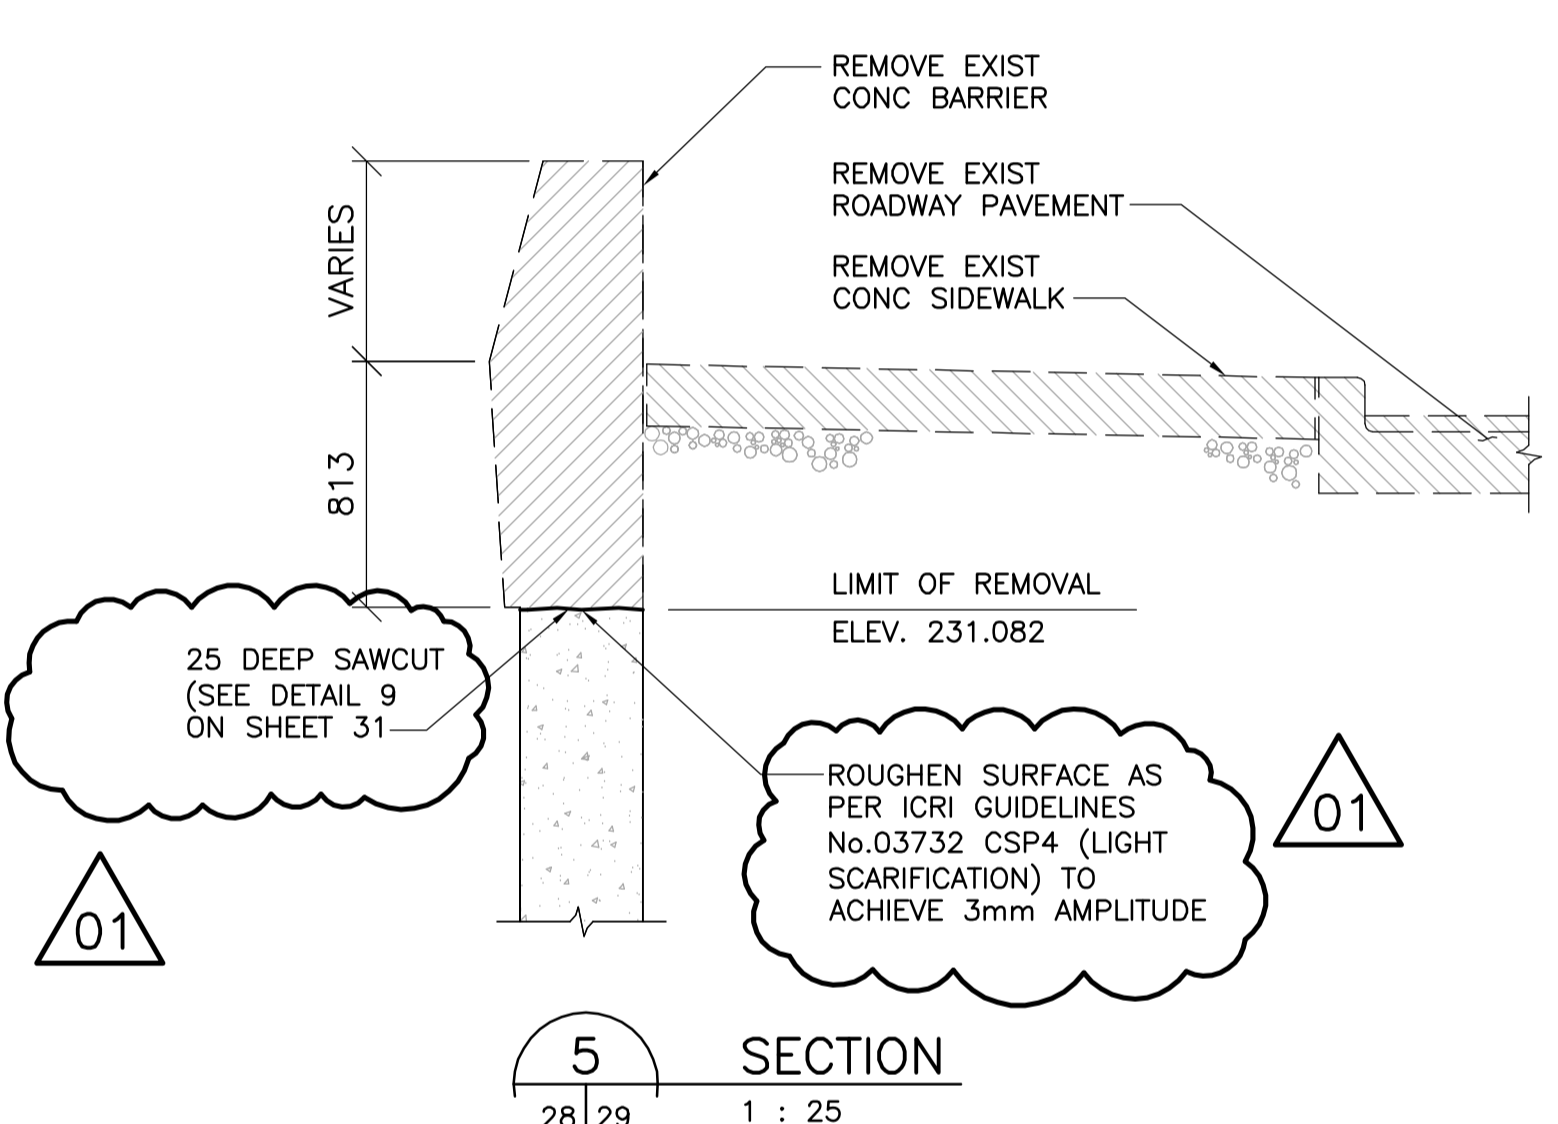 REMOVE EXIST
CONC BARRIER
REMOVE EXIST
ROADWAY PAVEMENT
REMOVE EXIST
CONC SIDEWALK
VARIES
813
LIMIT OF REMOVAL
ELEV. 231.082
25 DEEP SAWCUT
(SEE DETAIL 9
ON SHEET 31
ROUGHEN SURFACE AS
PER ICRI GUIDELINES
No.03732 CSP4 (LIGHT
SCARIFICATION) TO
ACHIEVE 3mm AMPLITUDE
01
01
5
SECTION
28 29
1 : 25